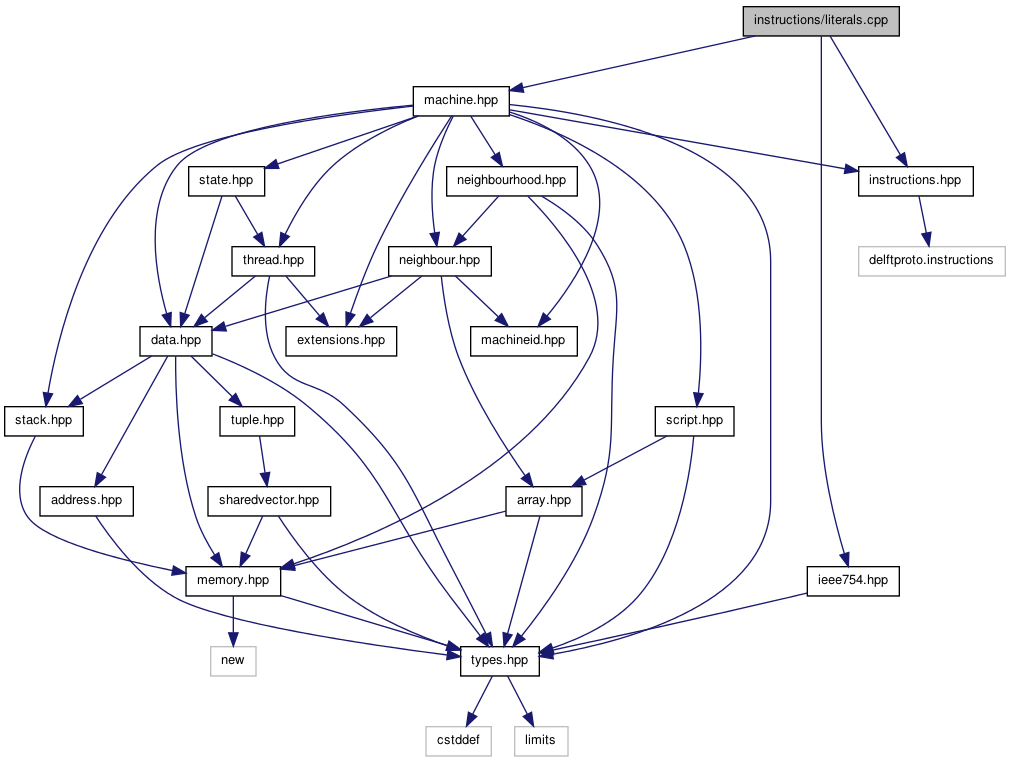 instructions/literals.cpp
machine.hpp
state.hpp
neighbourhood.hpp
instructions.hpp
thread.hpp
neighbour.hpp
delftproto.instructions
data.hpp
extensions.hpp
machineid.hpp
stack.hpp
tuple.hpp
script.hpp
address.hpp
sharedvector.hpp
array.hpp
memory.hpp
ieee754.hpp
new
types.hpp
cstddef
limits